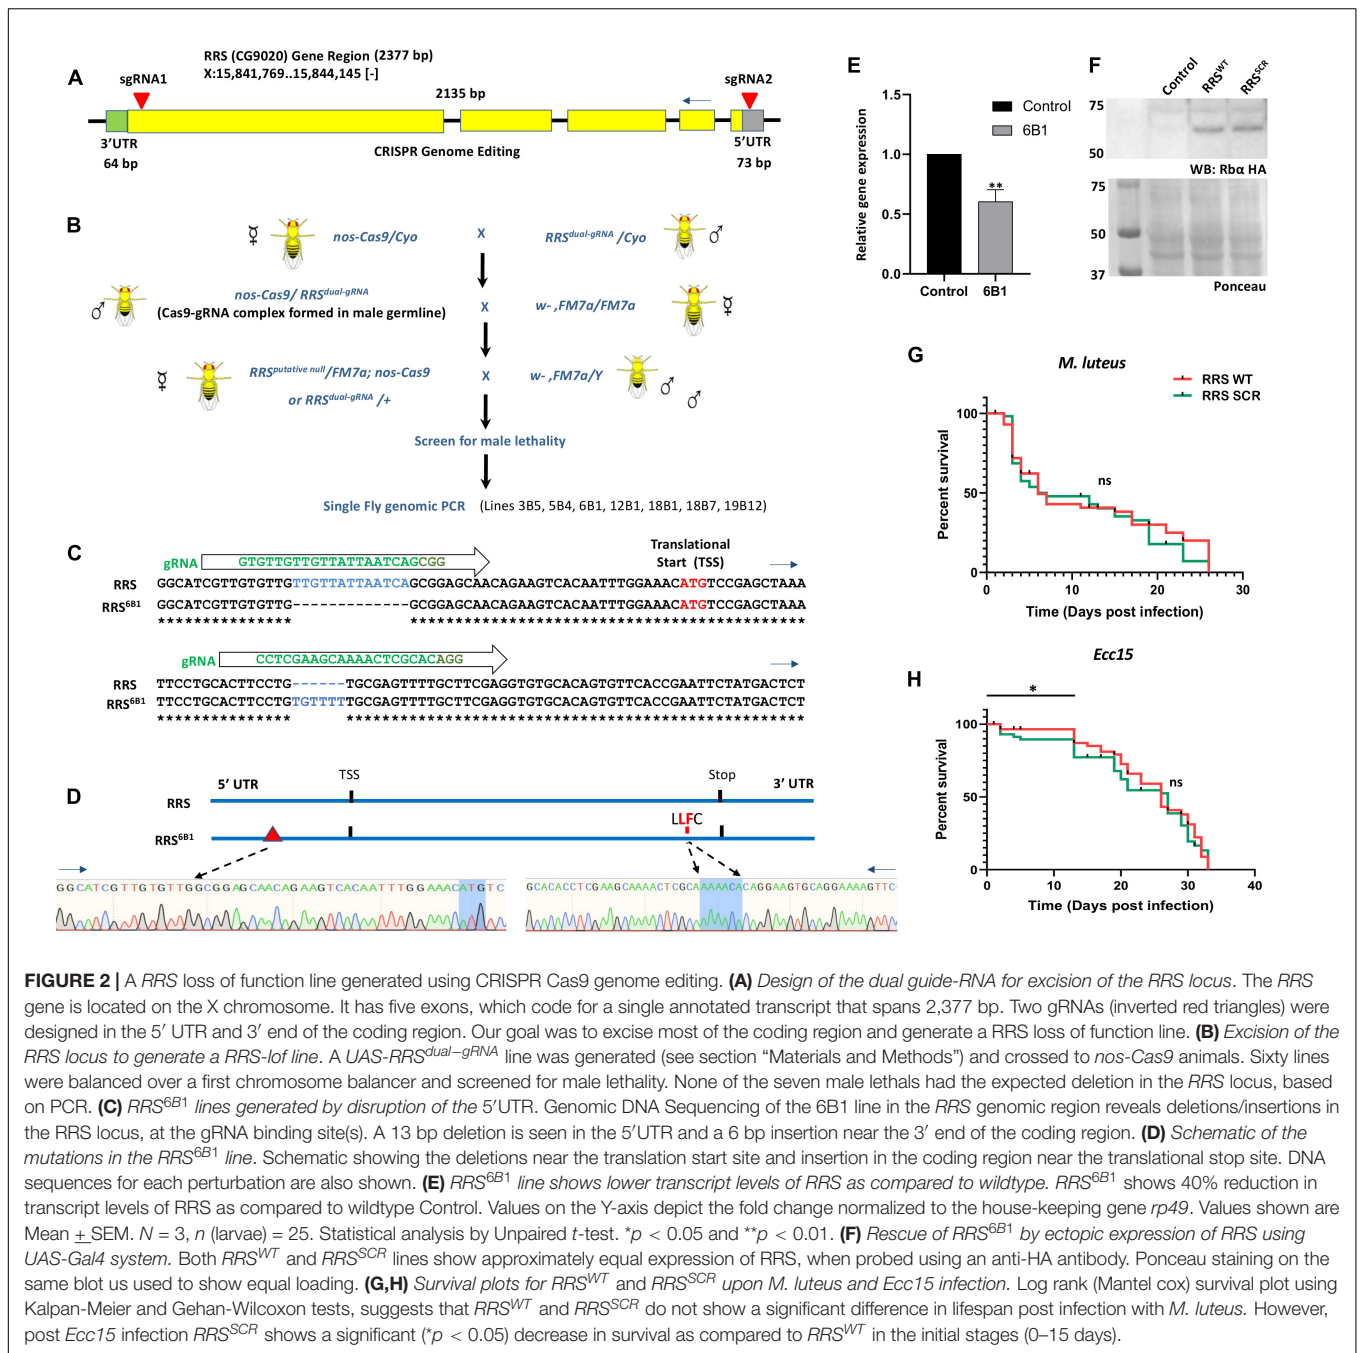 A
RRS (CG9020) Gene Region (2377 bp)
X:15,841,769..15,844,145 [-]
sgRNA1
2135 bp
sgRNA2
3'UTR
64 bp
CRISPR Genome Editing
5'UTR
73 bp
B
nos-Cas9/Cyo
X
RRS^dual-gRNA /Cyo
nos-Cas9/ RRS^dual-gRNA
(Cas9-gRNA complex formed in male germline)
X
w- ,FM7a/FM7a
RRS^putative null/FM7a; nos-Cas9
or RRS^dual-gRNA /+
X
w- ,FM7a/Y
Screen for male lethality
Single Fly genomic PCR (Lines 3B5, 5B4, 6B1, 12B1, 18B1, 18B7, 19B12)
C
Translational
Start (TSS)
gRNA GTGTTGTTGTTATTAATCAGCGG
RRS GGCATCGTTGTGTTGTTGTTATTAATCAGCGGAGCAACAGAAGTCACAATTTGGAAACATGTCCGAGCTAAA
RRS^6B1 GGCATCGTTGTGTTG-------------GCGGAGCAACAGAAGTCACAATTTGGAAACATGTCCGAGCTAAA
*************** ********************************************
gRNA CCTCGAAGCAAAACTCGCACAGG
RRS TTCCTGCACTTCCTG------TGCGAGTTTTGCTTCGAGGTGTGCACAGTGTTCACCGAATTCTATGACTCT
RRS^6B1 TTCCTGCACTTCCTGTGTTTTTGCGAGTTTTGCTTCGAGGTGTGCACAGTGTTCACCGAATTCTATGACTCT
*************** ***************************************************
D
5' UTR
TSS
Stop
3' UTR
RRS
RRS^6B1
LLFC
GGCATCGTTGTGTTGGCGGAGCAACAGAAGTCACAATTTGGAAACATGTC
GCACACCTCGAAGCAAAACTCGCAAAAACACAGGAAGTGCAGGAAAAGTTC
E
Relative gene expression
1.5
1.0
0.5
0.0
**
Control
6B1
Control 6B1
F
Control
RRS^WT
RRS^SCR
75
50
WB: Rbα HA
75
50
37
Ponceau
G
M. luteus
RRS WT
RRS SCR
Percent survival
100
50
0
ns
0 10 20 30
Time (Days post infection)
Ecc15
H
*
Percent survival
100
50
0
ns
0 10 20 30 40
Time (Days post infection)
FIGURE 2 | A RRS loss of function line generated using CRISPR Cas9 genome editing. (A) Design of the dual guide-RNA for excision of the RRS locus. The RRS
gene is located on the X chromosome. It has five exons, which code for a single annotated transcript that spans 2,377 bp. Two gRNAs (inverted red triangles) were
designed in the 5′ UTR and 3′ end of the coding region. Our goal was to excise most of the coding region and generate a RRS loss of function line. (B) Excision of the
RRS locus to generate a RRS-lof line. A UAS-RRS^dual−gRNA line was generated (see section “Materials and Methods”) and crossed to nos-Cas9 animals. Sixty lines
were balanced over a first chromosome balancer and screened for male lethality. None of the seven male lethals had the expected deletion in the RRS locus, based
on PCR. (C) RRS^6B1 lines generated by disruption of the 5′UTR. Genomic DNA Sequencing of the 6B1 line in the RRS genomic region reveals deletions/insertions in
the RRS locus, at the gRNA binding site(s). A 13 bp deletion is seen in the 5′UTR and a 6 bp insertion near the 3′ end of the coding region. (D) Schematic of the
mutations in the RRS^6B1 line. Schematic showing the deletions near the translation start site and insertion in the coding region near the translational stop site. DNA
sequences for each perturbation are also shown. (E) RRS^6B1 line shows lower transcript levels of RRS as compared to wildtype. RRS^6B1 shows 40% reduction in
transcript levels of RRS as compared to wildtype Control. Values on the Y-axis depict the fold change normalized to the house-keeping gene rp49. Values shown are
Mean ± SEM. N = 3, n (larvae) = 25. Statistical analysis by Unpaired t-test. *p < 0.05 and **p < 0.01. (F) Rescue of RRS^6B1 by ectopic expression of RRS using
UAS-Gal4 system. Both RRS^WT and RRS^SCR lines show approximately equal expression of RRS, when probed using an anti-HA antibody. Ponceau staining on the
same blot us used to show equal loading. (G,H) Survival plots for RRS^WT and RRS^SCR upon M. luteus and Ecc15 infection. Log rank (Mantel cox) survival plot using
Kalpan-Meier and Gehan-Wilcoxon tests, suggests that RRS^WT and RRS^SCR do not show a significant difference in lifespan post infection with M. luteus. However,
post Ecc15 infection RRS^SCR shows a significant (*p < 0.05) decrease in survival as compared to RRS^WT in the initial stages (0–15 days).